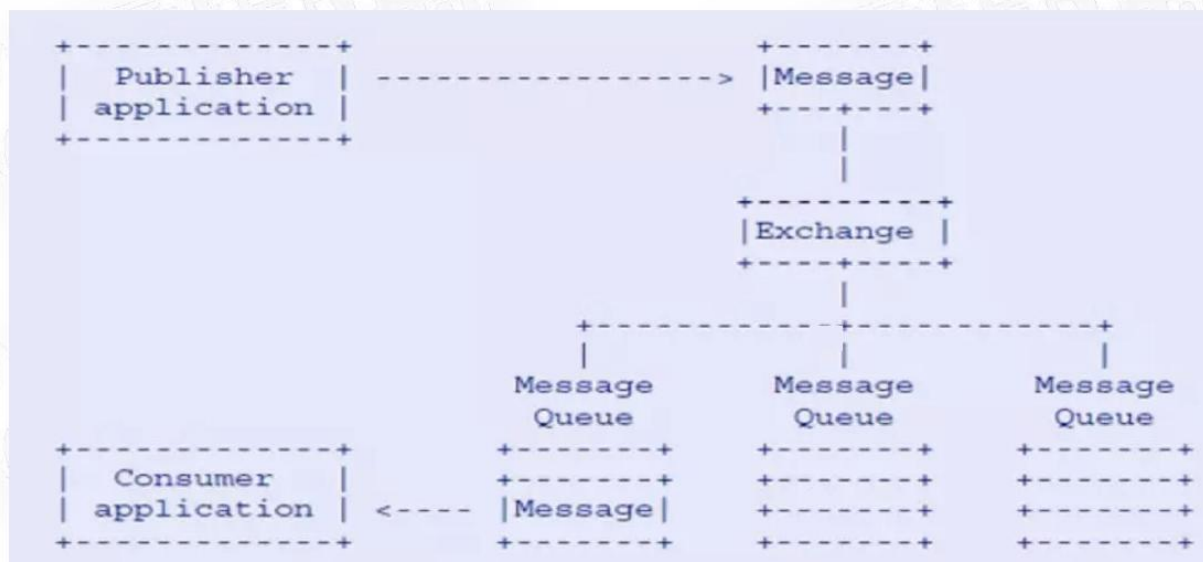 Publisher
application
Message
Exchange
Message
Queue
Message
Queue
Message
Queue
Consumer
application
Message